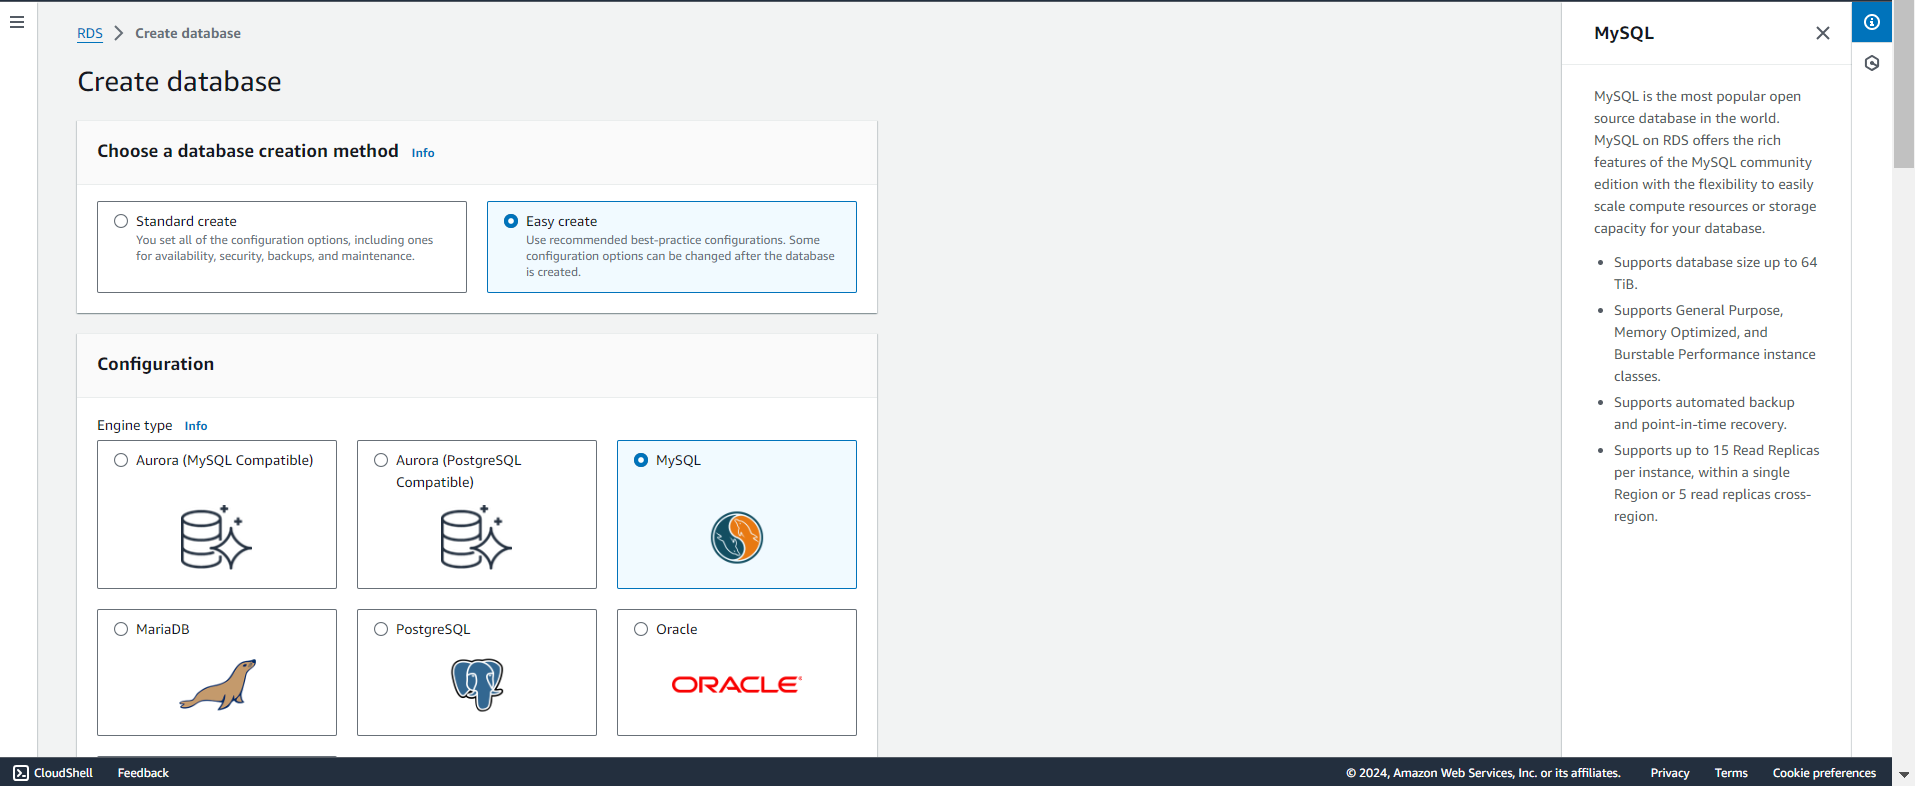 RDS > Create database
Create database
Choose a database creation method Info
Standard create
You set all of the configuration options, including ones
for availability, security, backups, and maintenance.
Easy create
Use recommended best-practice configurations. Some
configuration options can be changed after the database
is created.
Configuration
Engine type Info
Aurora (MySQL Compatible)
Aurora (PostgreSQL
Compatible)
MySQL
MariaDB
PostgreSQL
Oracle
ORACLE
MySQL
MySQL is the most popular open
source database in the world.
MySQL on RDS offers the rich
features of the MySQL community
edition with the flexibility to easily
scale compute resources or storage
capacity for your database.
• Supports database size up to 64
TiB.
• Supports General Purpose,
Memory Optimized, and
Burstable Performance instance
classes.
• Supports automated backup
and point-in-time recovery.
• Supports up to 15 Read Replicas
per instance, within a single
Region or 5 read replicas cross-
region.
CloudShell Feedback © 2024, Amazon Web Services, Inc. or its affiliates. Privacy Terms Cookie preferences